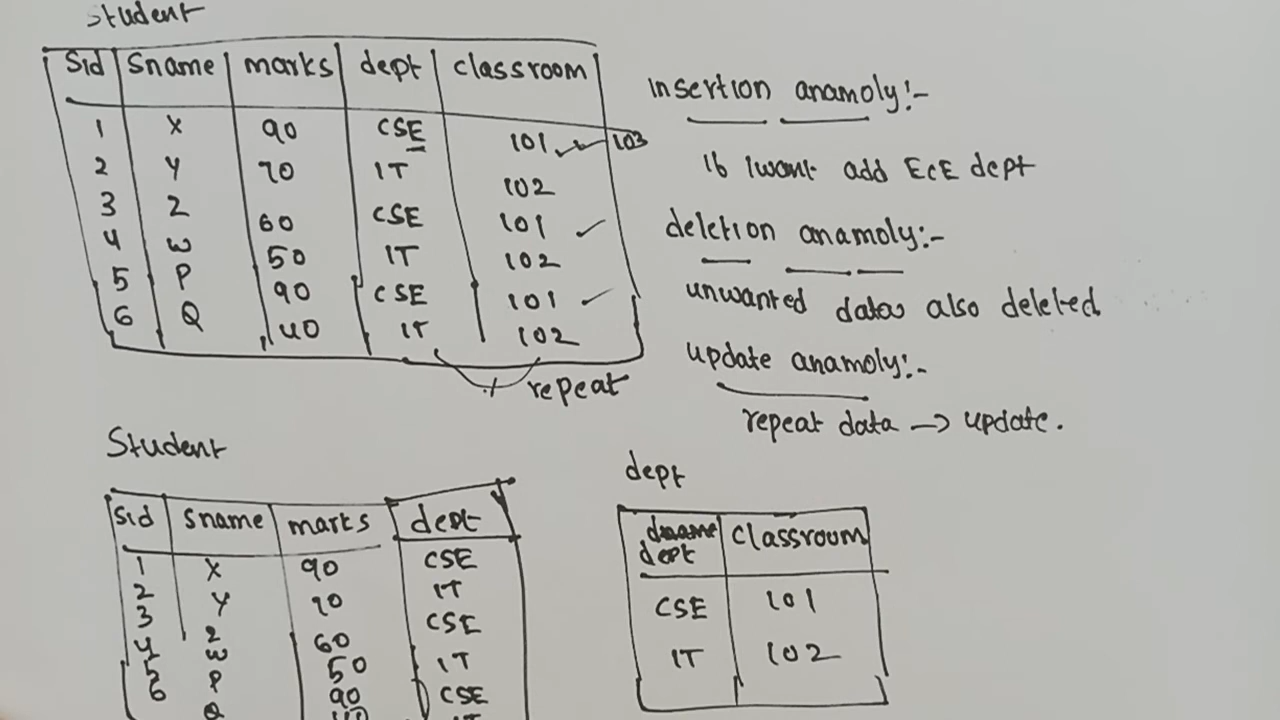 Student
Sid Sname marks dept classroom
1 X 90 CSE 101 103
2 Y 70 IT 102
3 Z 60 CSE 101
4 W 50 IT 102
5 P 90 CSE 101
6 Q 40 IT 102
repeat
insertion anamoly:-
if I want add ECE dept
deletion anamoly:-
unwanted data also deleted
update anamoly:-
repeat data → update.
Student
Sid Sname marks dept
1 X 90 CSE
2 Y 70 IT
3 Z 60 CSE
4 W 50 IT
5 P 90 CSE
6 Q 40 IT
dept
dept classroom
CSE 101
IT 102